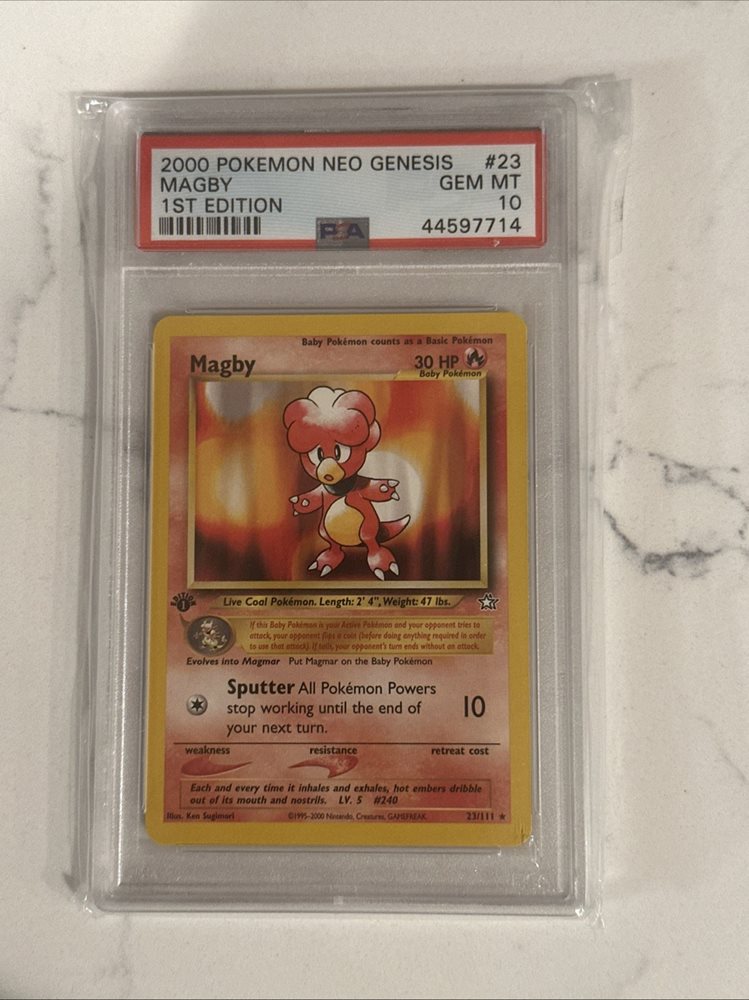 2000 POKEMON NEO GENESIS #23
MAGBY GEM MT
1ST EDITION 10
PSA 44597714
Baby Pokémon counts as a Basic Pokémon
Magby 30 HP
Baby Pokémon
EDITION 1
Live Coal Pokémon. Length: 2' 4", Weight: 47 lbs.
If this Baby Pokémon is your Active Pokémon and your opponent tries to
attack, your opponent flips a coin (before doing anything required in order
to use that attack). If tails, your opponent's turn ends without an attack.
Evolves into Magmar Put Magmar on the Baby Pokémon
Sputter All Pokémon Powers
stop working until the end of
your next turn.
10
weakness resistance retreat cost
Each and every time it inhales and exhales, hot embers dribble
out of its mouth and nostrils. LV. 5 #240
Illus. Ken Sugimori ©1995-2000 Nintendo, Creatures, GAMEFREAK. 23/111 ★